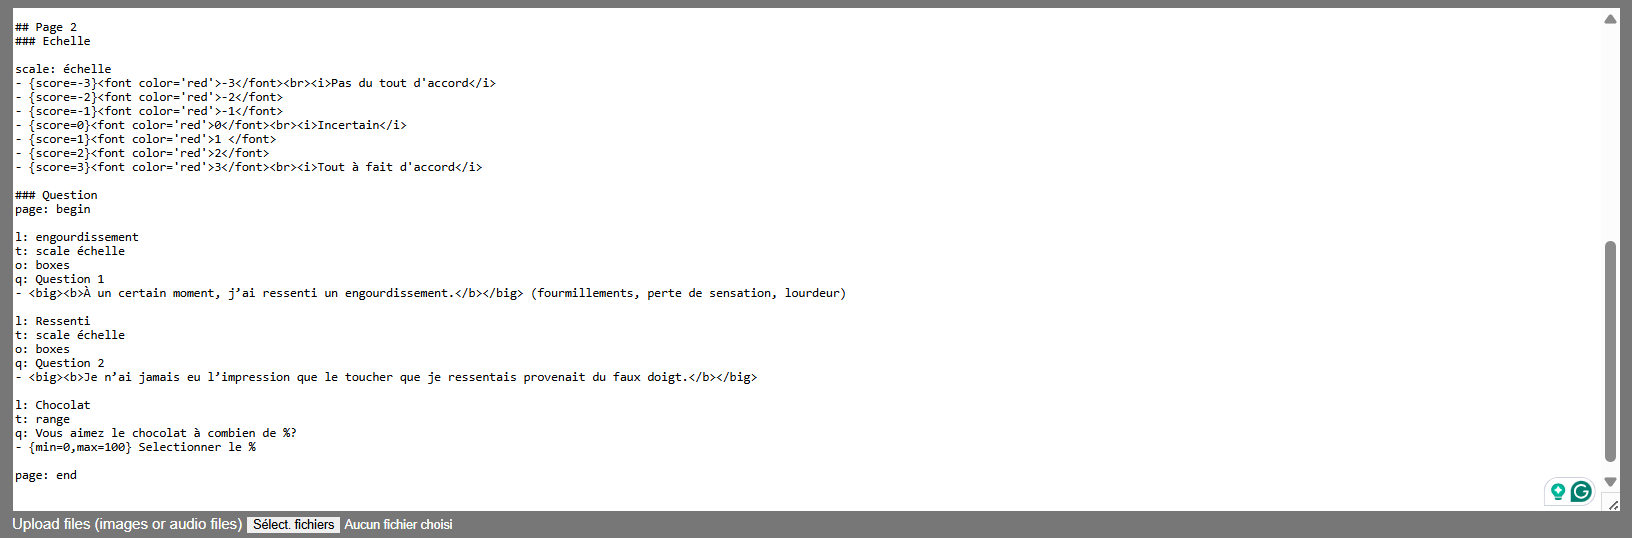 ## Page 2
### Echelle
scale: échelle
- {score=-3}<font color='red'>-3</font><br><i>Pas du tout d'accord</i>
- {score=-2}<font color='red'>-2</font>
- {score=-1}<font color='red'>-1</font>
- {score=0}<font color='red'>0</font><br><i>Incertain</i>
- {score=1}<font color='red'>1 </font>
- {score=2}<font color='red'>2</font>
- {score=3}<font color='red'>3</font><br><i>Tout à fait d'accord</i>
### Question
page: begin
l: engourdissement
t: scale échelle
o: boxes
q: Question 1
- <big><b>À un certain moment, j’ai ressenti un engourdissement.</b></big> (fourmillements, perte de sensation, lourdeur)
l: Ressenti
t: scale échelle
o: boxes
q: Question 2
- <big><b>Je n’ai jamais eu l’impression que le toucher que je ressentais provenait du faux doigt.</b></big>
l: Chocolat
t: range
q: Vous aimez le chocolat à combien de %?
- {min=0,max=100} Selectionner le %
page: end
Upload files (images or audio files) Sélect. fichiers Aucun fichier choisi